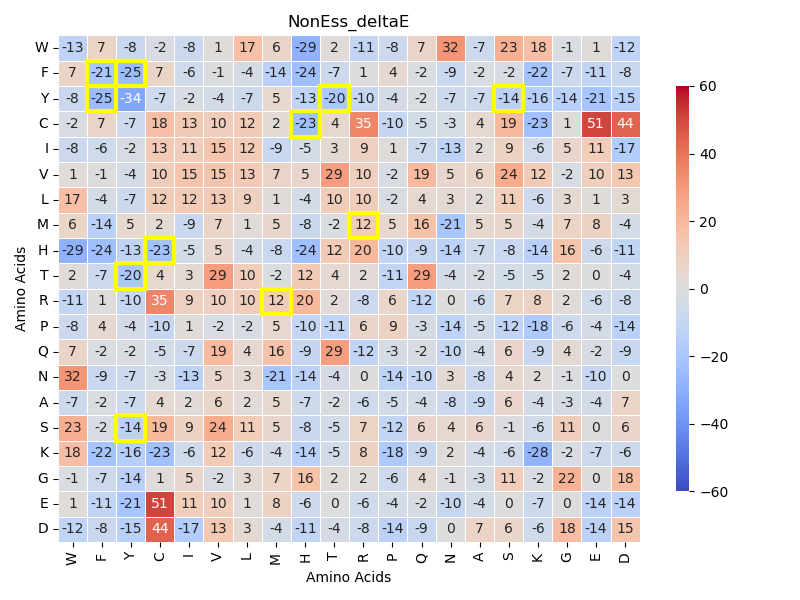 NonEss_deltaE
W -13 7 -8 -2 -8 1 17 6 -29 2 -11 -8 7 32 -7 23 18 -1 1 -12
F 7 -21 -25 7 -6 -1 -4 -14 -24 -7 1 4 -2 -9 -2 -2 -22 -7 -11 -8
Y -8 -25 -34 -7 -2 -4 -7 5 -13 -20 -10 -4 -2 -7 -7 -14 -16 -14 -21 -15
C -2 7 -7 18 13 10 12 2 -23 4 35 -10 -5 -3 4 19 -23 1 51 44
I -8 -6 -2 13 11 15 12 -9 -5 3 9 1 -7 -13 2 9 -6 5 11 -17
V 1 -1 -4 10 15 15 13 7 5 29 10 -2 19 5 6 24 12 -2 10 13
L 17 -4 -7 12 12 13 9 1 -4 10 10 -2 4 3 2 11 -6 3 1 3
M 6 -14 5 2 -9 7 1 5 -8 -2 12 5 16 -21 5 5 -4 7 8 -4
H -29 -24 -13 -23 -5 5 -4 -8 -24 12 20 -10 -9 -14 -7 -8 -14 16 -6 -11
T 2 -7 -20 4 3 29 10 -2 12 4 2 -11 29 -4 -2 -5 -5 2 0 -4
R -11 1 -10 35 9 10 10 12 20 2 -8 6 -12 0 -6 7 8 2 -6 -8
P -8 4 -4 -10 1 -2 -2 5 -10 -11 6 9 -3 -14 -5 -12 -18 -6 -4 -14
Q 7 -2 -2 -5 -7 19 4 16 -9 29 -12 -3 -2 -10 -4 6 -9 4 -2 -9
N 32 -9 -7 -3 -13 5 3 -21 -14 -4 0 -14 -10 3 -8 4 2 -1 -10 0
A -7 -2 -7 4 2 6 2 5 -7 -2 -6 -5 -4 -8 -9 6 -4 -3 -4 7
S 23 -2 -14 19 9 24 11 5 -8 -5 7 -12 6 4 6 -1 -6 11 0 6
K 18 -22 -16 -23 -6 12 -6 -4 -14 -5 8 -18 -9 2 -4 -6 -28 -2 -7 -6
G -1 -7 -14 1 5 -2 3 7 16 2 2 -6 4 -1 -3 11 -2 22 0 18
E 1 -11 -21 51 11 10 1 8 -6 0 -6 -4 -2 -10 -4 0 -7 0 -14 -14
D -12 -8 -15 44 -17 13 3 -4 -11 -4 -8 -14 -9 0 7 6 -6 18 -14 15
W F Y C I V L M H T R P Q N A S K G E D
Amino Acids
Amino Acids
60
40
20
0
−20
−40
−60